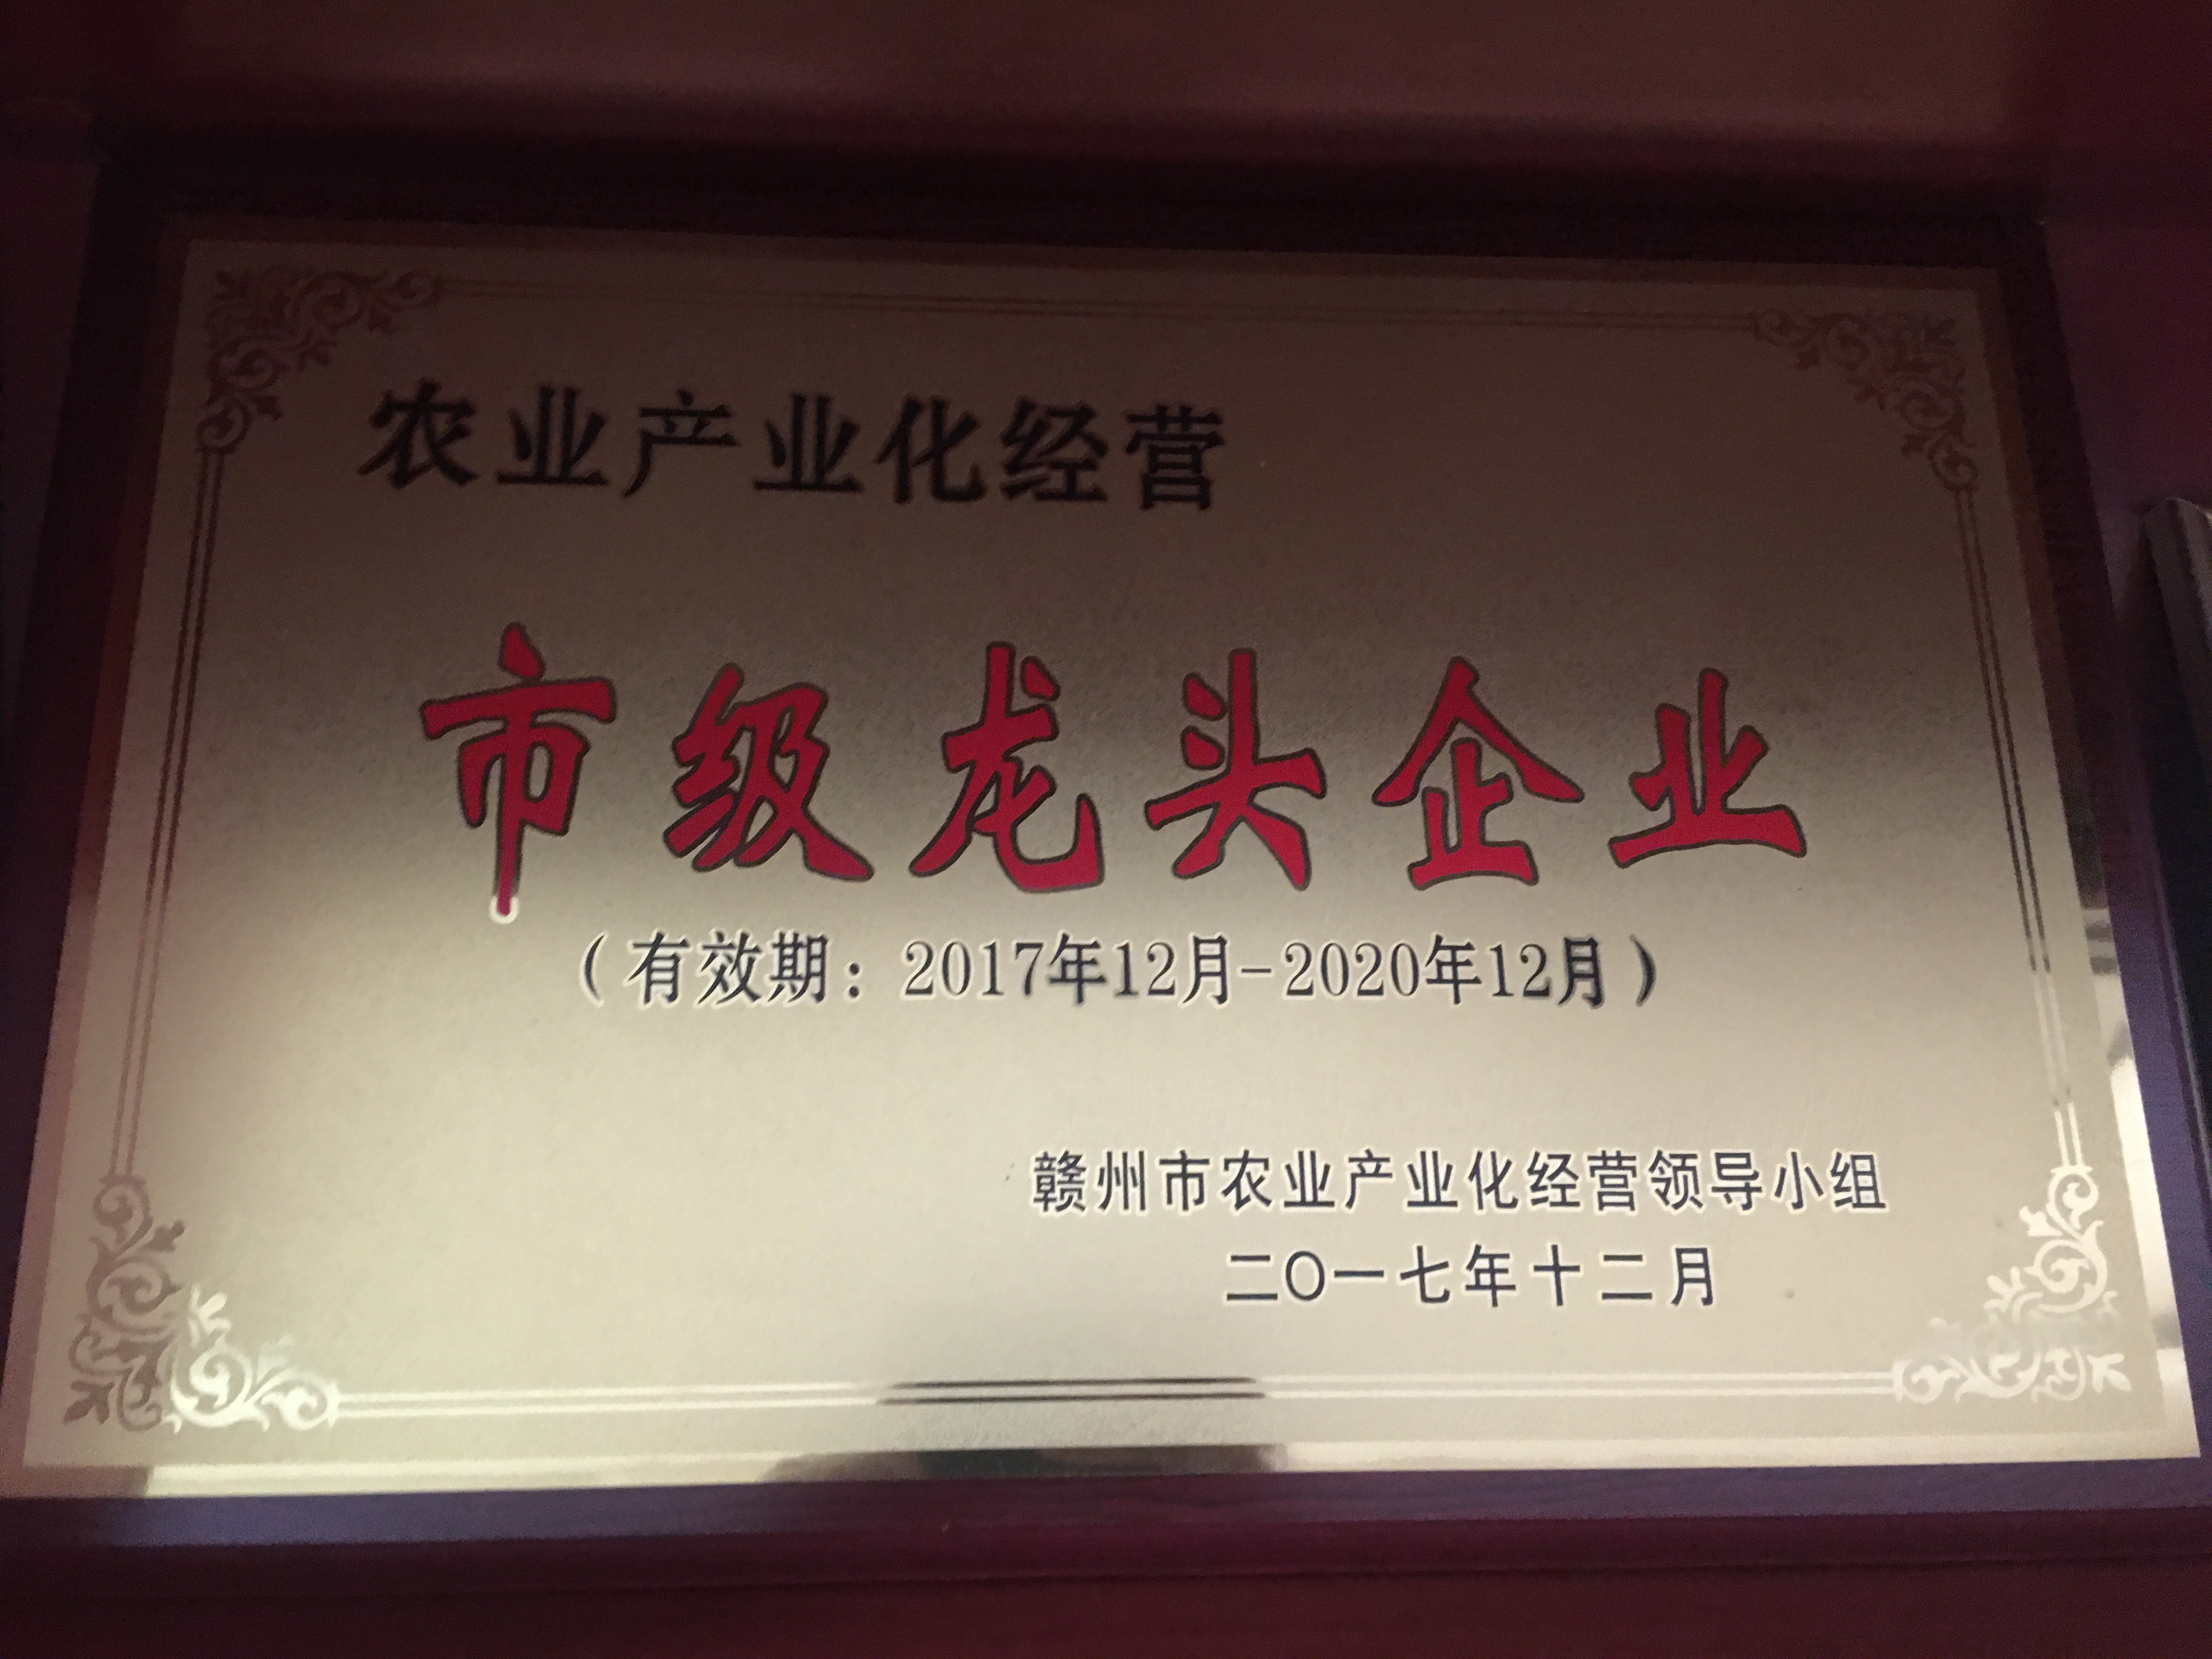 农业产业化经营
市级龙头企业
（有效期：2017年12月-2020年12月）
赣州市农业产业化经营领导小组
二〇一七年十二月